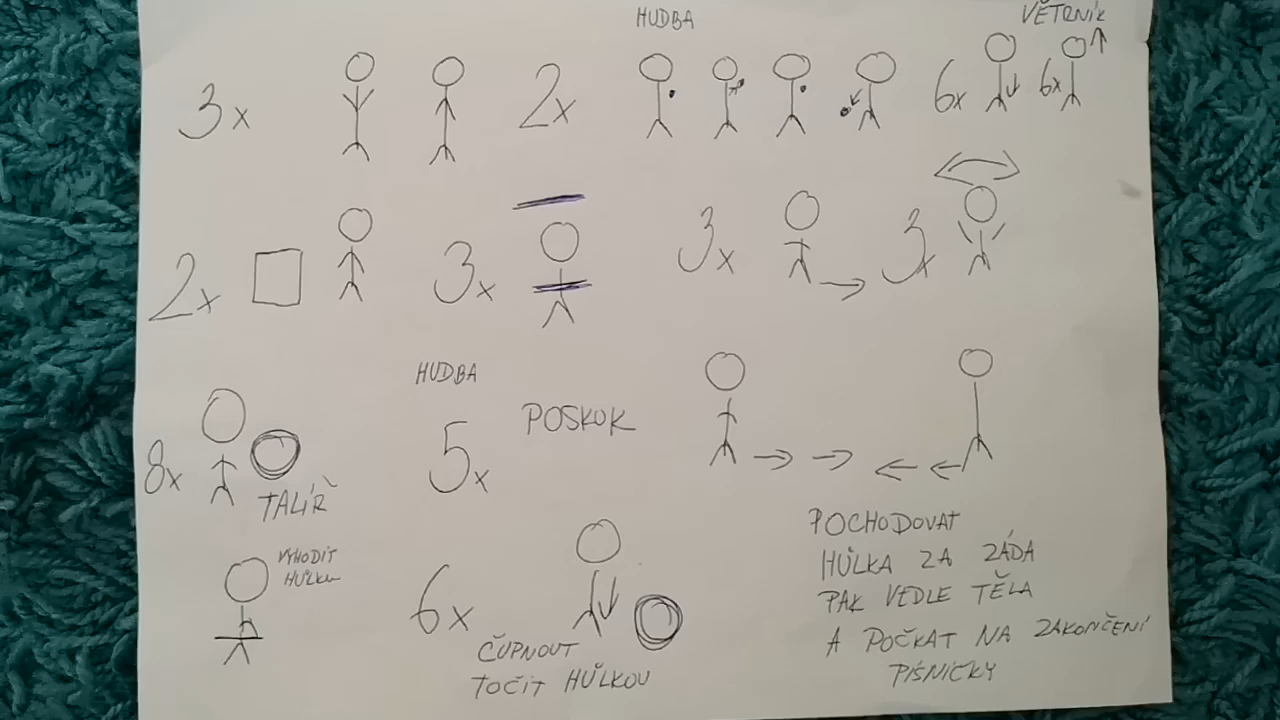 HUDBA
VĚTRNÍK
3x
2x
6x
6x
2x
3x
3x
3x
HUDBA
8x
TALÍŘ
5x
POSKOK
VYHODIT
HŮLKU
6x
ČUPNOUT
TOČIT HŮLKOU
POCHODOVAT
HŮLKA ZA ZÁDA
PAK VEDLE TĚLA
A POČKAT NA ZAKONČENÍ
PÍSNIČKY